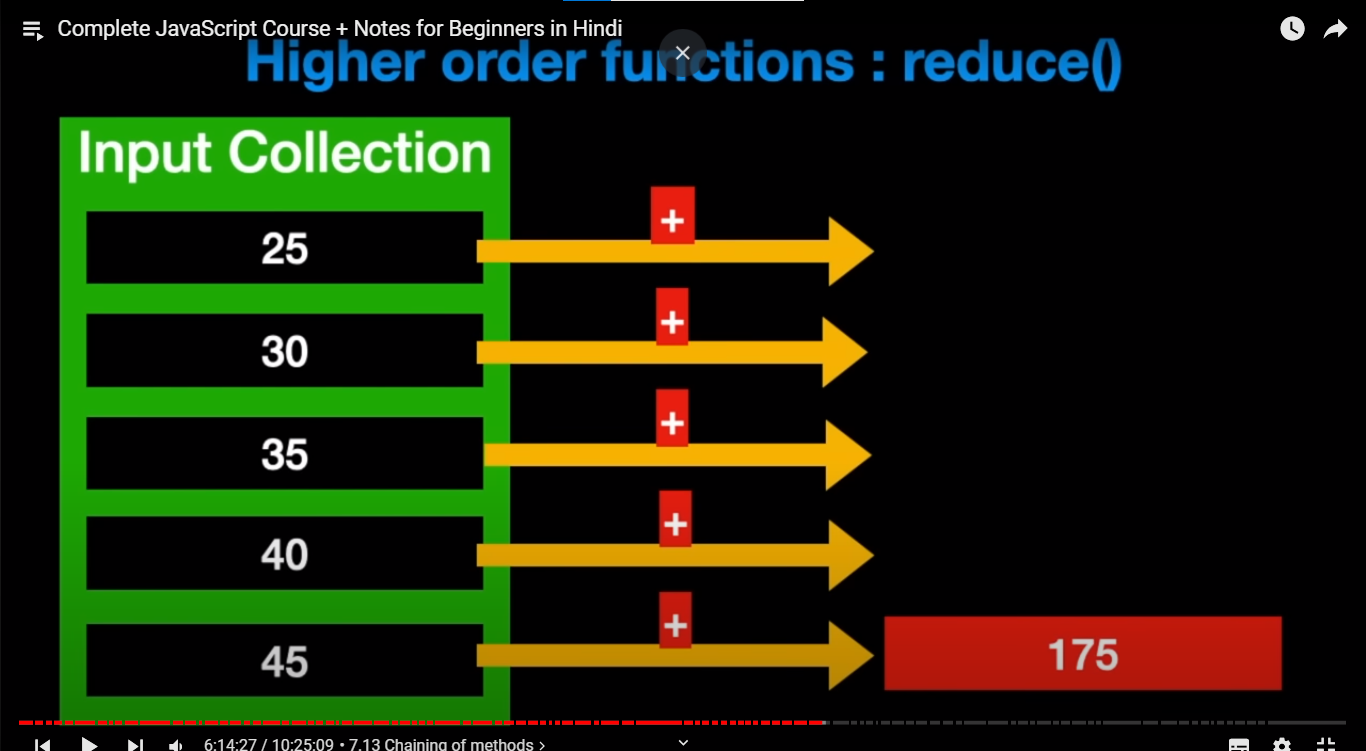 Complete JavaScript Course + Notes for Beginners in Hindi
Higher order functions : reduce()
Input Collection
+
25
+
30
+
35
+
40
+
45
175
6:14:27 / 10:25:09 • 7.13 Chaining of methods ›